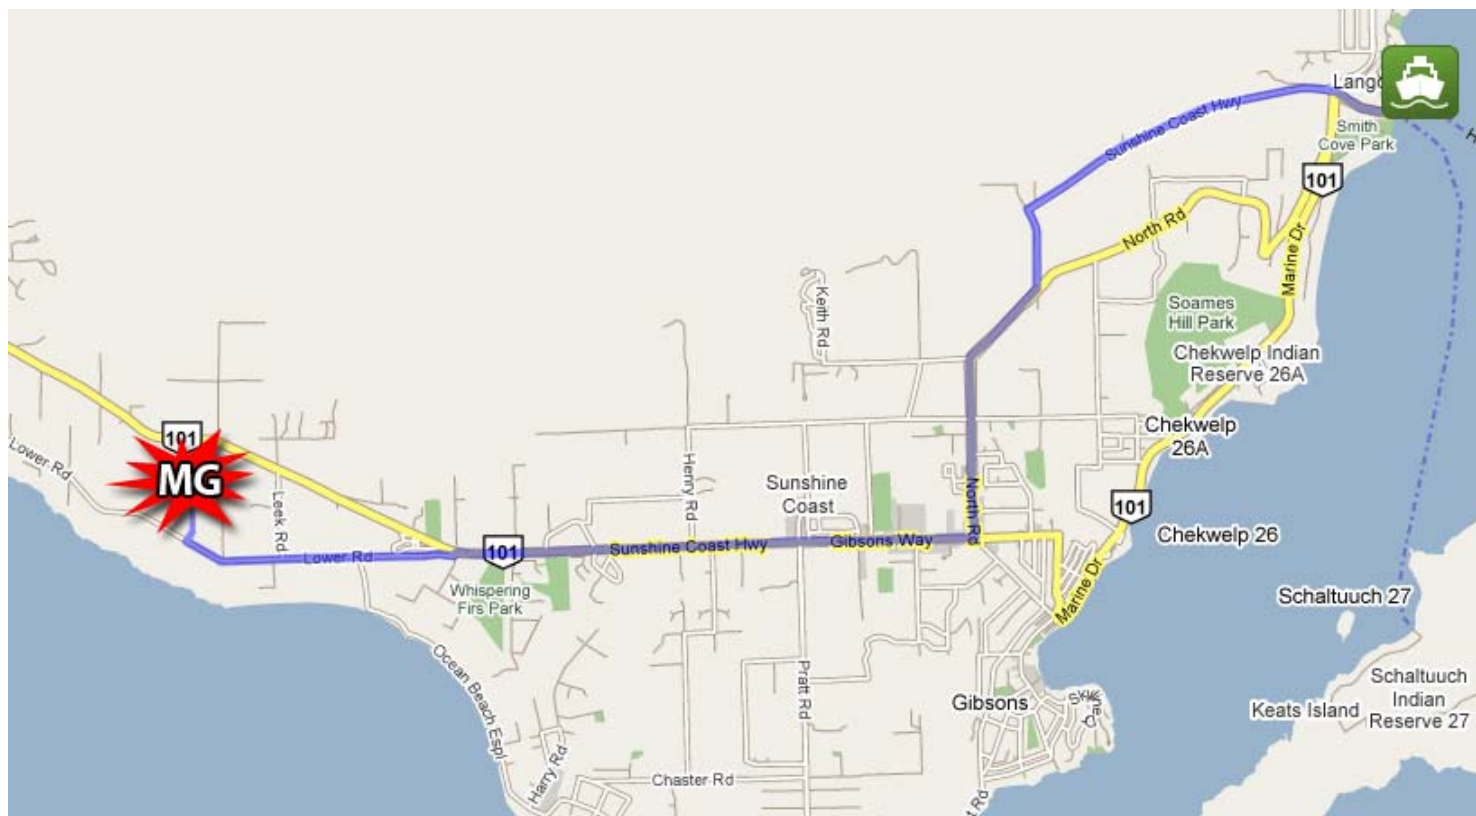 Lang
Smith
Cove Park
Sunshine Coast Hwy
101
North Rd
Marine Dr
Soames
Hill Park
Keith Rd
Chekwelp Indian
Reserve 26A
Chekwelp
26A
101
MG
Lower Rd
Leek Rd
Henry Rd
Sunshine
Coast
North Rd
101
Chekwelp 26
Lower Rd
101
Sunshine Coast Hwy
Gibsons Way
Whispering
Firs Park
Marine Dr
Schaltuuch 27
Ocean Beach Espl
Pratt Rd
Gibsons
Keats Island
Schaltuuch
Indian
Reserve 27
Harry Rd
Chaster Rd
t Rd